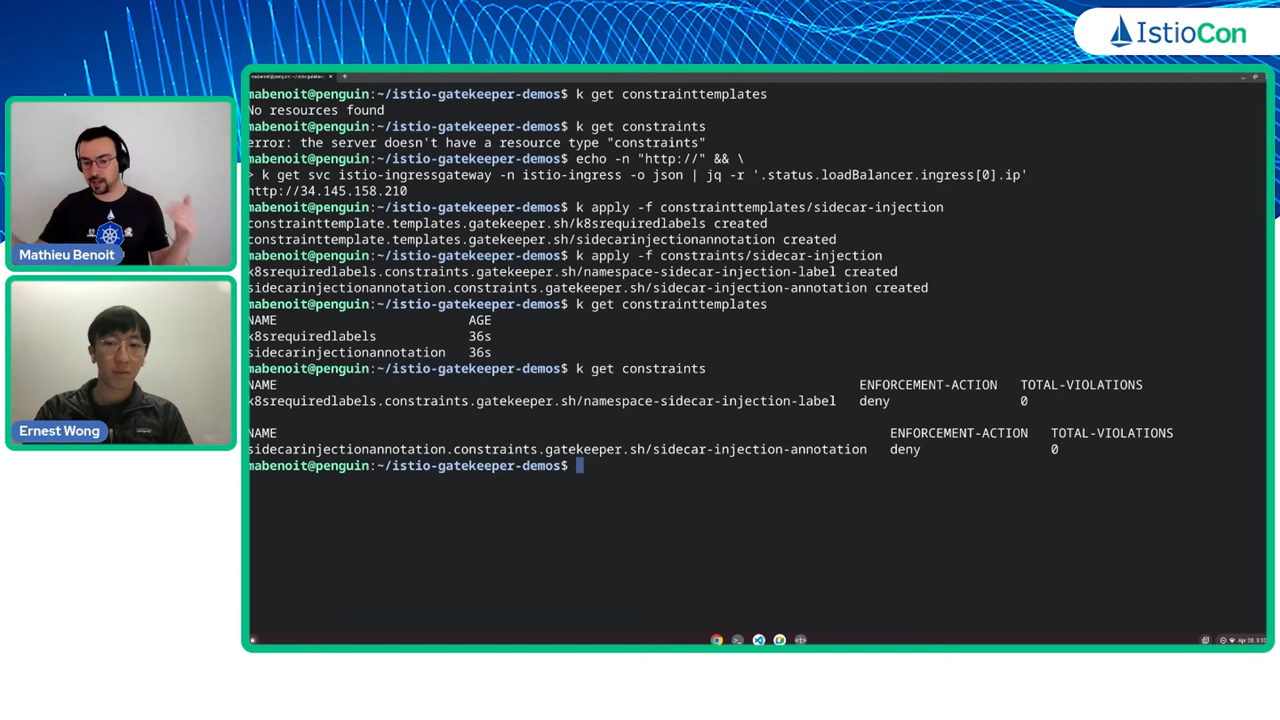 IstioCon
mabenoit@penguin:~/istio-gatekeeper-demos$ k get constrainttemplates
No resources found
mabenoit@penguin:~/istio-gatekeeper-demos$ k get constraints
error: the server doesn't have a resource type "constraints"
mabenoit@penguin:~/istio-gatekeeper-demos$ echo -n "http://" && \
> k get svc istio-ingressgateway -n istio-ingress -o json | jq -r '.status.loadBalancer.ingress[0].ip'
http://34.145.158.210
mabenoit@penguin:~/istio-gatekeeper-demos$ k apply -f constrainttemplates/sidecar-injection
constrainttemplate.templates.gatekeeper.sh/k8srequiredlabels created
constrainttemplate.templates.gatekeeper.sh/sidecarinjectionannotation created
mabenoit@penguin:~/istio-gatekeeper-demos$ k apply -f constraints/sidecar-injection
k8srequiredlabels.constraints.gatekeeper.sh/namespace-sidecar-injection-label created
sidecarinjectionannotation.constraints.gatekeeper.sh/sidecar-injection-annotation created
mabenoit@penguin:~/istio-gatekeeper-demos$ k get constrainttemplates
NAME AGE
k8srequiredlabels 36s
sidecarinjectionannotation 36s
mabenoit@penguin:~/istio-gatekeeper-demos$ k get constraints
NAME ENFORCEMENT-ACTION TOTAL-VIOLATIONS
k8srequiredlabels.constraints.gatekeeper.sh/namespace-sidecar-injection-label deny 0
NAME ENFORCEMENT-ACTION TOTAL-VIOLATIONS
sidecarinjectionannotation.constraints.gatekeeper.sh/sidecar-injection-annotation deny 0
mabenoit@penguin:~/istio-gatekeeper-demos$
Mathieu Benoit
Ernest Wong